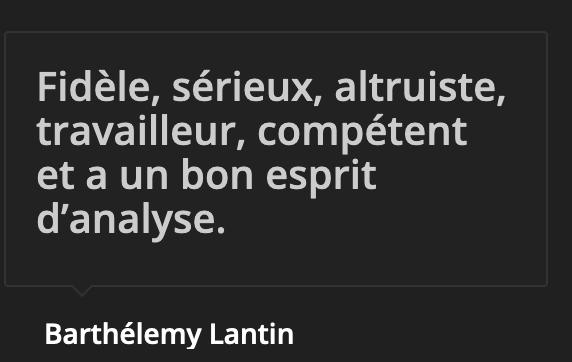 Fidèle, sérieux, altruiste,
travailleur, compétent
et a un bon esprit
d’analyse.
Barthélemy Lantin